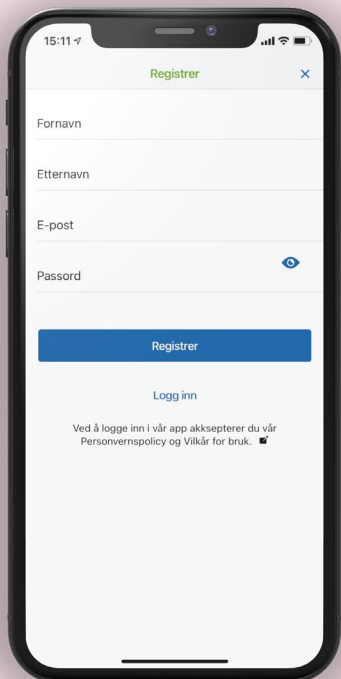 15:11
Registrer
Fornavn
Etternavn
E-post
Passord
Registrer
Logg inn
Ved å logge inn i vår app akksepterer du vår
Personvernspolicy og Vilkår for bruk.